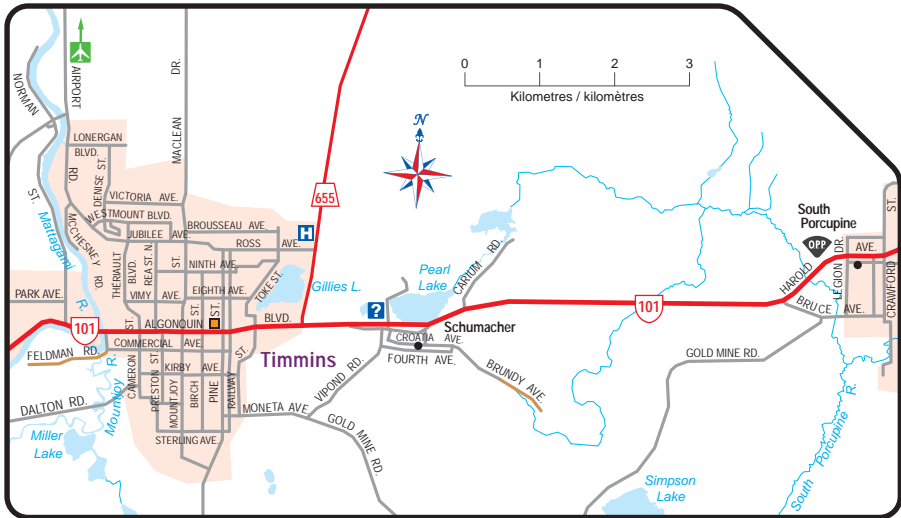 0 1 2 3
Kilometres / kilomètres
N
NORMAN
ST.
AIRPORT
RD.
MACLEAN
DR.
LONERGAN
BLVD.
DENISE ST.
VICTORIA AVE.
WESTMOUNT BLVD.
BROUSSEAU AVE.
JUBILEE AVE.
ROSS AVE.
H
655
Mattagami
R.
MCCHESNEY RD.
THERIAULT
BLVD.
REA ST. N.
ST.
NINTH AVE.
EIGHTH AVE.
VIMY AVE.
TOKE ST.
Gillies L.
PARK AVE.
101
ALGONQUIN
BLVD.
ST.
ST.
ST.
COMMERCIAL AVE.
FELDMAN RD.
KIRBY AVE.
CAMERON
PRESTON ST.
MOUNTJOY
BIRCH
PINE
RAILWAY
ST.
Timmins
MONETA AVE.
STERLING AVE.
DALTON RD.
Mountjoy R.
Miller
Lake
VIPOND RD.
GOLD MINE RD.
?
Pearl
Lake
CARIUM RD.
Schumacher
CROATIA AVE.
FOURTH AVE.
BRUNDY AVE.
101
GOLD MINE RD.
Simpson
Lake
South Porcupine R.
South
Porcupine
OPP
HAROLD
AVE.
LEGION DR.
BRUCE AVE.
CRAWFORD
ST.